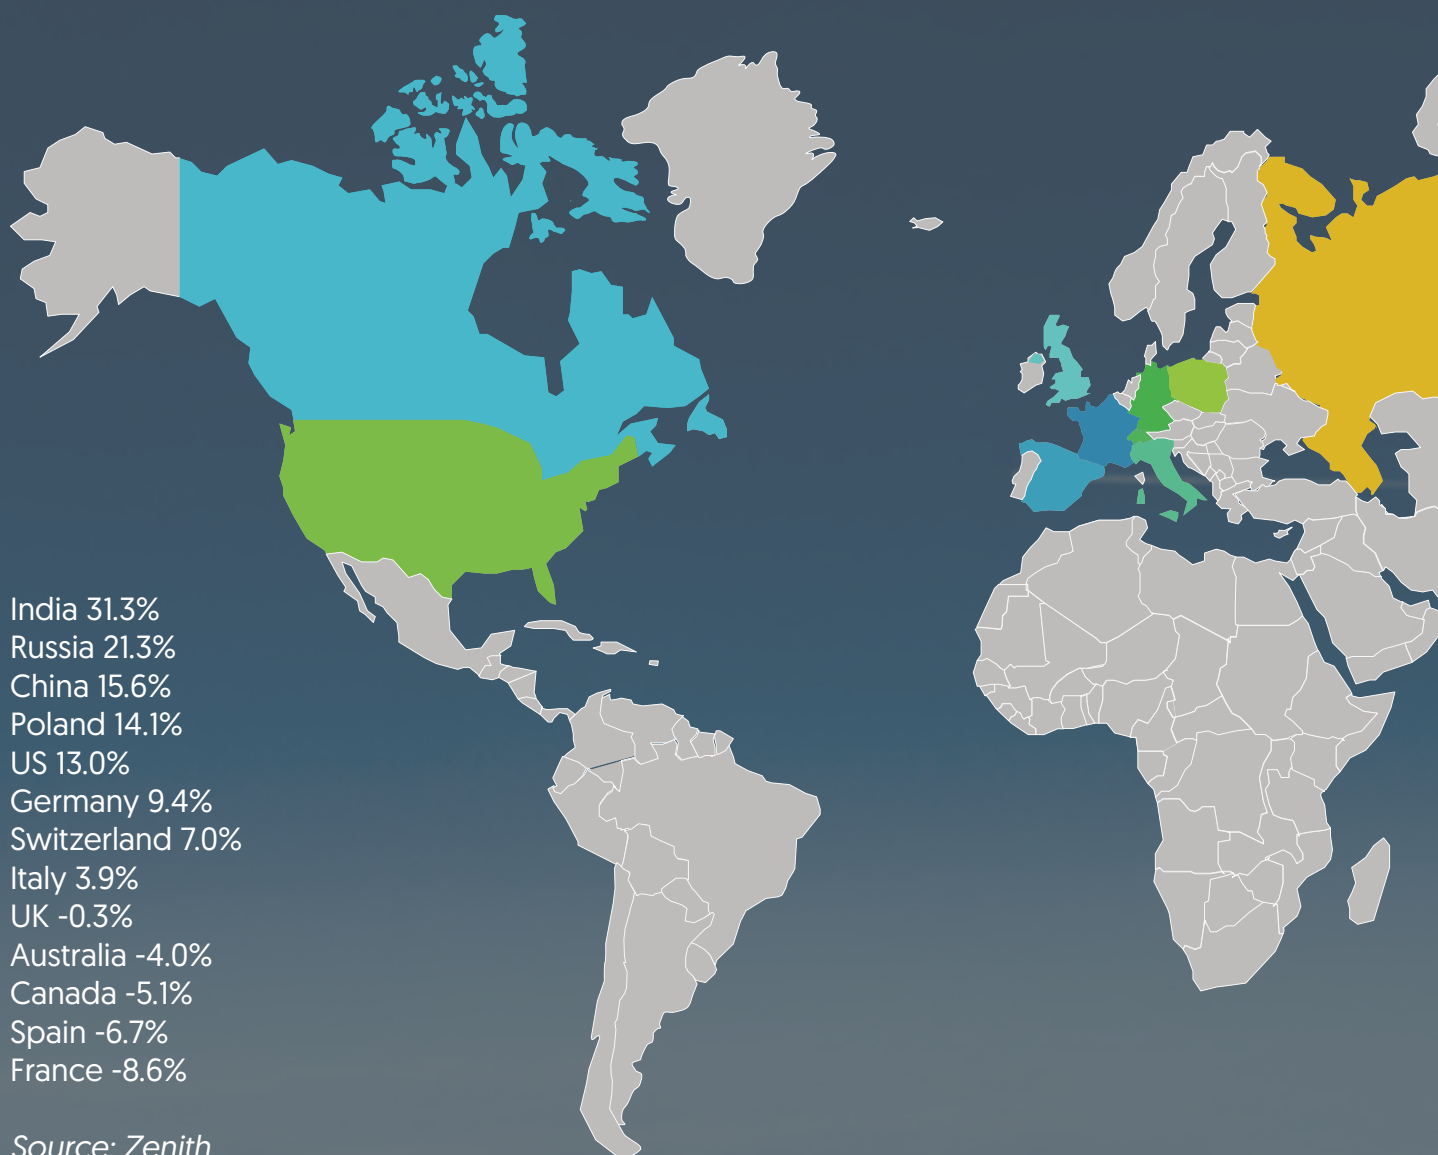 India 31.3%
Russia 21.3%
China 15.6%
Poland 14.1%
US 13.0%
Germany 9.4%
Switzerland 7.0%
Italy 3.9%
UK -0.3%
Australia -4.0%
Canada -5.1%
Spain -6.7%
France -8.6%
Source: Zenith